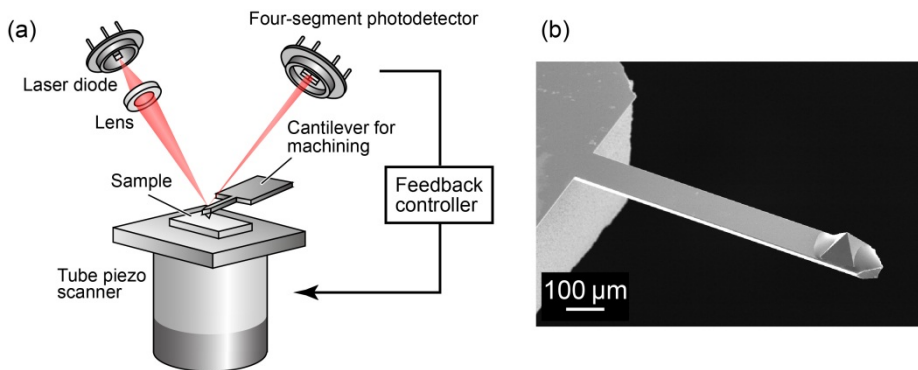 (a)
Four-segment photodetector
(b)
Laser diode
Lens
Cantilever for
machining
Sample
Feedback
controller
Tube piezo
scanner
100 µm